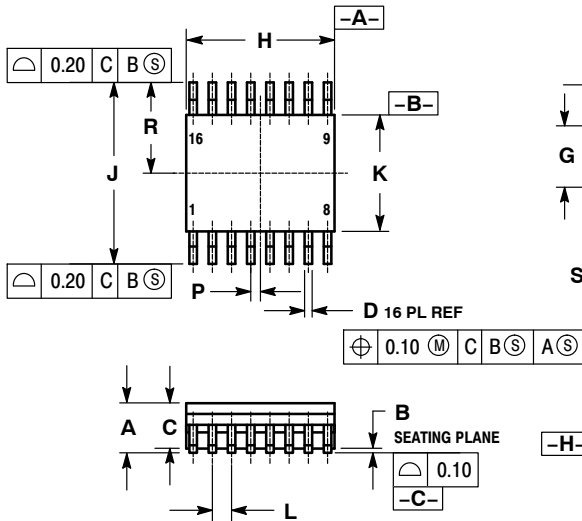 –A–
H
⌓ 0.20 C B Ⓢ
R
–B–
16 9
G
J
K
1 8
S
⌓ 0.20 C B Ⓢ
P
D 16 PL REF
⌖ 0.10 Ⓜ C B Ⓢ A Ⓢ
A C
B
SEATING PLANE
–H–
⌓ 0.10
–C–
L